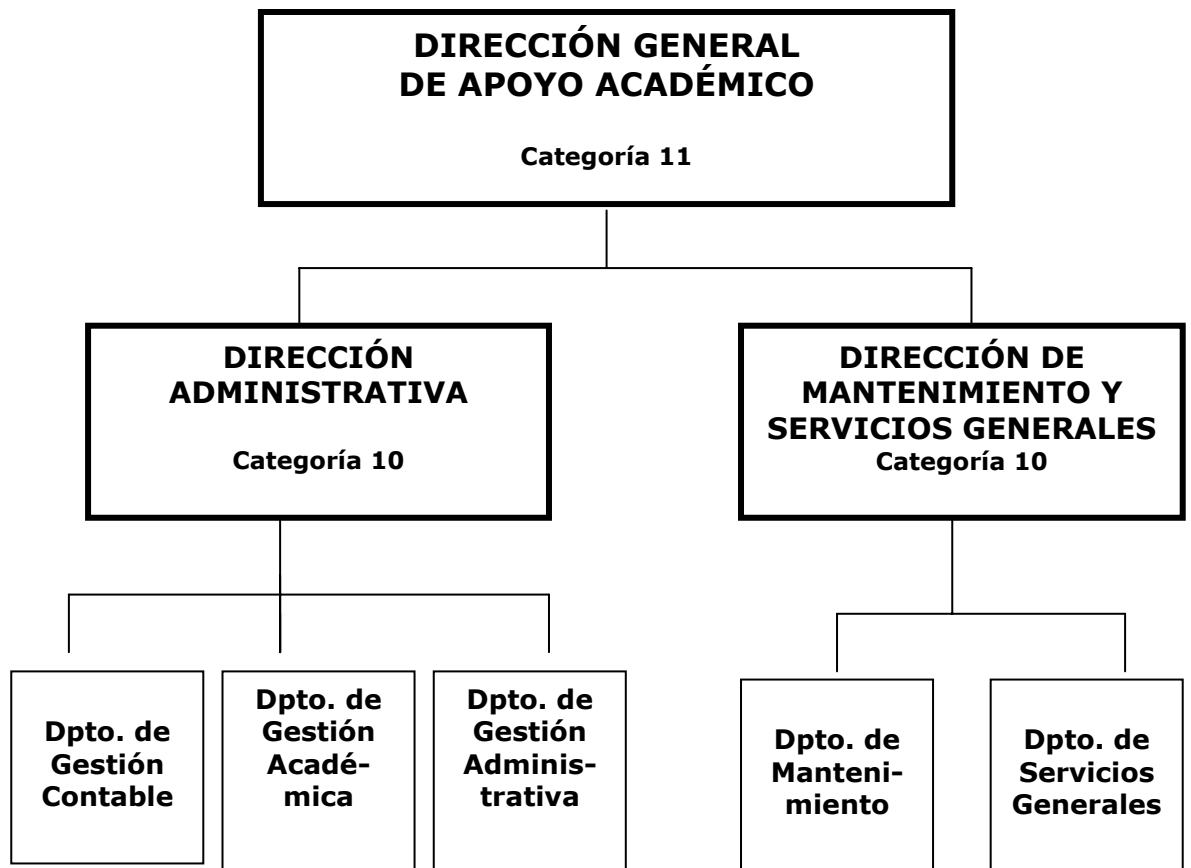 DIRECCIÓN GENERAL
DE APOYO ACADÉMICO
Categoría 11
DIRECCIÓN
ADMINISTRATIVA
Categoría 10
DIRECCIÓN DE
MANTENIMIENTO Y
SERVICIOS GENERALES
Categoría 10
Dpto. de
Gestión
Contable
Dpto. de
Gestión
Acadé-
mica
Dpto. de
Gestión
Adminis-
trativa
Dpto. de
Manteni-
miento
Dpto. de
Servicios
Generales